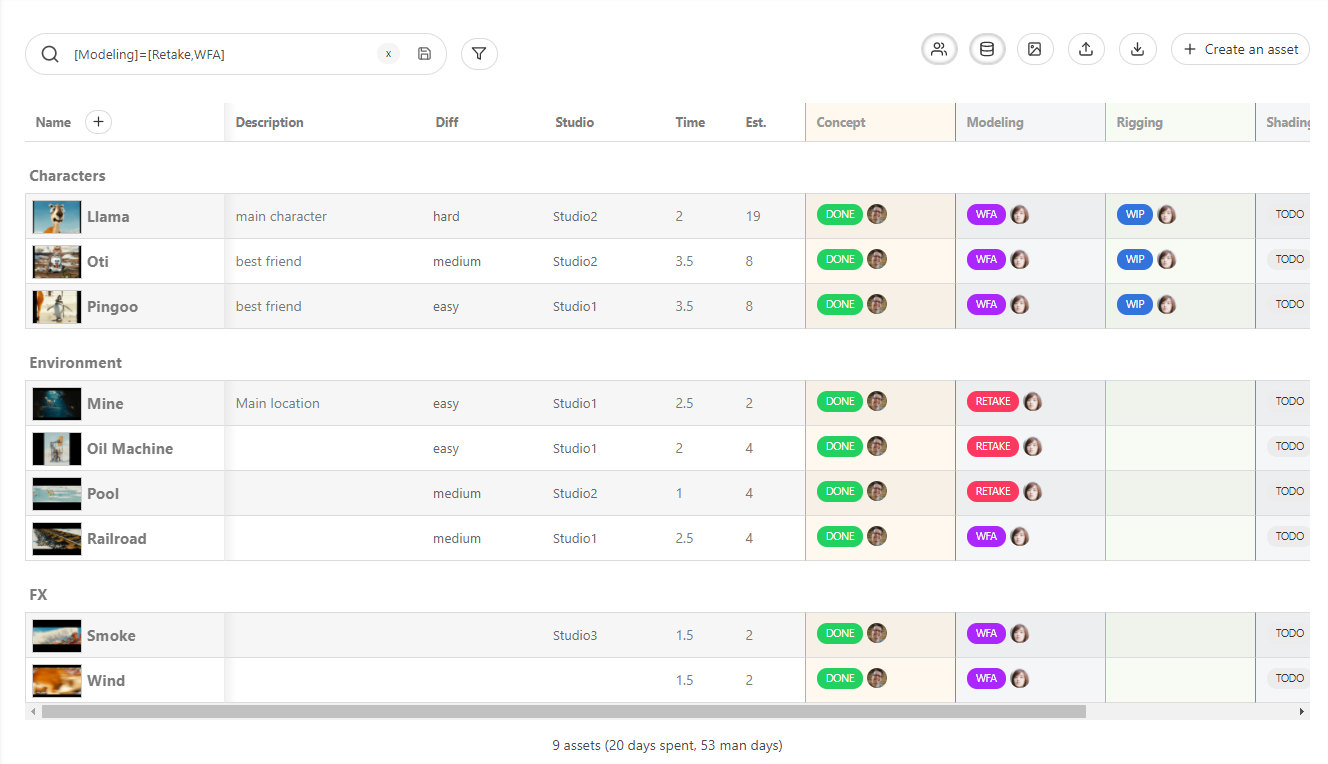 [Modeling]=[Retake,WFA] x Create an asset
Name Description Diff Studio Time Est. Concept Modeling Rigging Shading
Characters
Llama main character hard Studio2 2 19 DONE WFA WIP TODO
Oti best friend medium Studio2 3.5 8 DONE WFA WIP TODO
Pingoo best friend easy Studio1 3.5 8 DONE WFA WIP TODO
Environment
Mine Main location easy Studio1 2.5 2 DONE RETAKE TODO
Oil Machine easy Studio1 2 4 DONE RETAKE TODO
Pool medium Studio2 1 4 DONE RETAKE TODO
Railroad medium Studio1 2.5 4 DONE WFA TODO
FX
Smoke Studio3 1.5 2 DONE WFA TODO
Wind 1.5 2 DONE WFA TODO
9 assets (20 days spent, 53 man days)